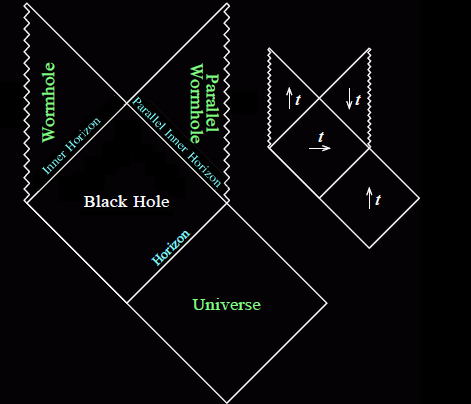 Wormhole
Parallel
Wormhole
Inner Horizon
Parallel Inner Horizon
Black Hole
Horizon
Universe
t
t
t
t